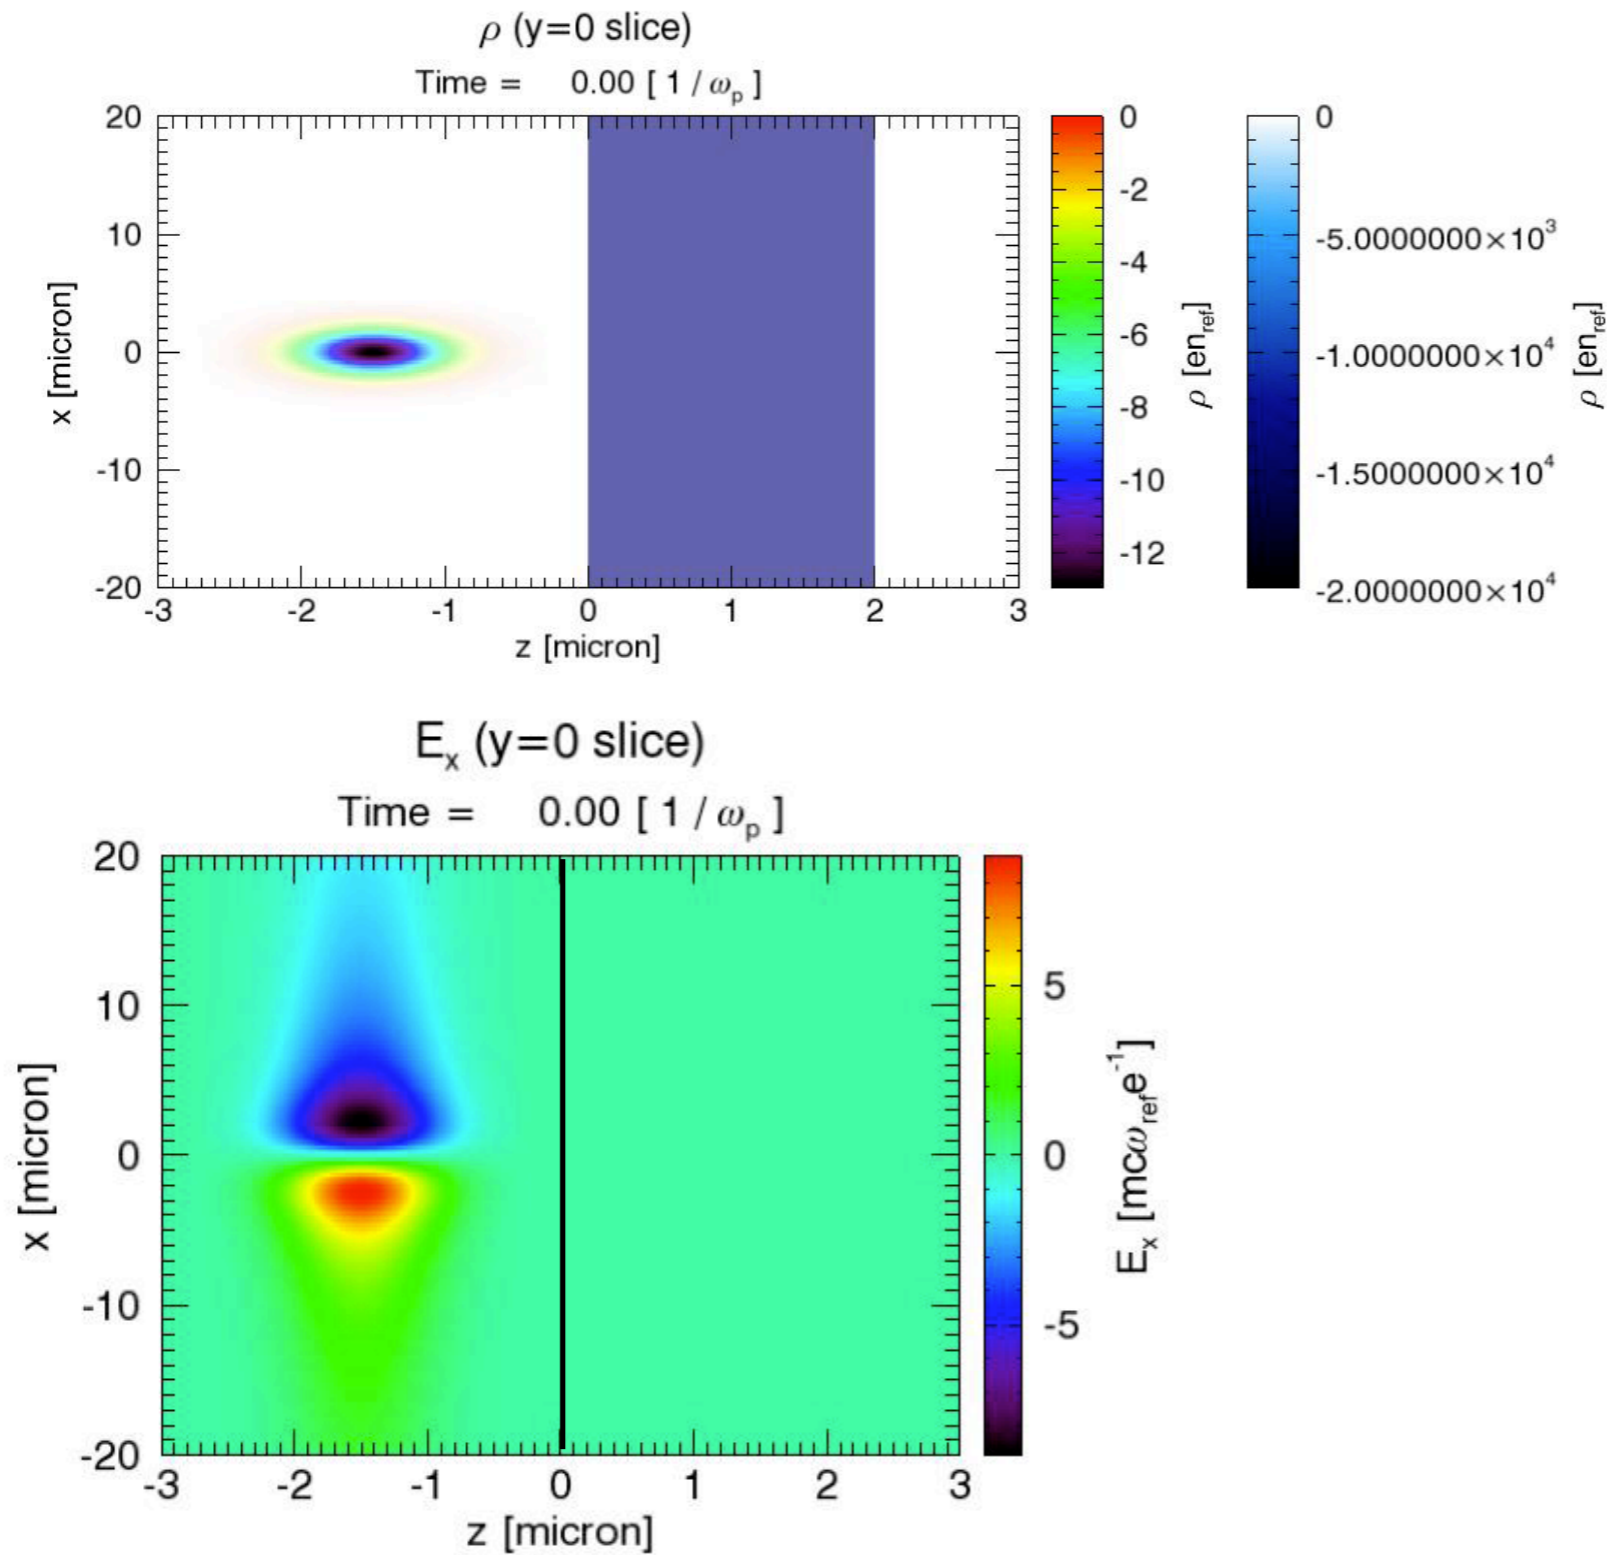 ρ (y=0 slice)
Time = 0.00 [ 1 / ωp ]
20
10
0
-10
-20
x [micron]
-3 -2 -1 0 1 2 3
z [micron]
0
-2
-4
-6
-8
-10
-12
ρ [enref]
0
-5.0000000×10³
-1.0000000×10⁴
-1.5000000×10⁴
-2.0000000×10⁴
ρ [enref]
Ex (y=0 slice)
Time = 0.00 [ 1 / ωp ]
20
10
0
-10
-20
x [micron]
-3 -2 -1 0 1 2 3
z [micron]
5
0
-5
Ex [mcωrefe⁻¹]